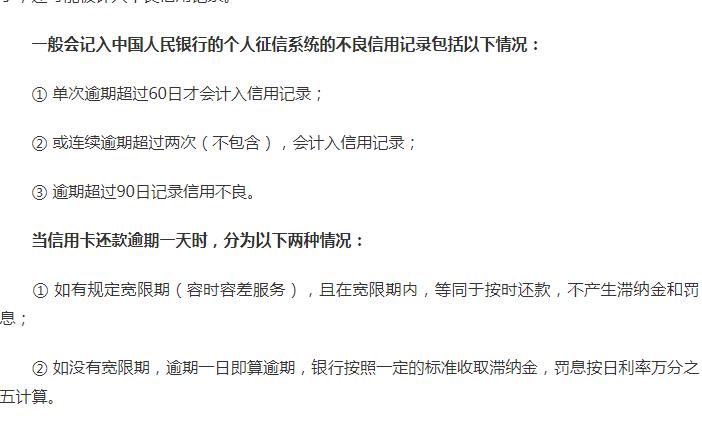 一般会记入中国人民银行的个人征信系统的不良信用记录包括以下情况：
① 单次逾期超过60日才会计入信用记录；
② 或连续逾期超过两次（不包含），会计入信用记录；
③ 逾期超过90日记录信用不良。
当信用卡还款逾期一天时，分为以下两种情况：
① 如有规定宽限期（容时容差服务），且在宽限期内，等同于按时还款，不产生滞纳金和罚
息；
② 如没有宽限期，逾期一日即算逾期，银行按照一定的标准收取滞纳金，罚息按日利率万分之
五计算。